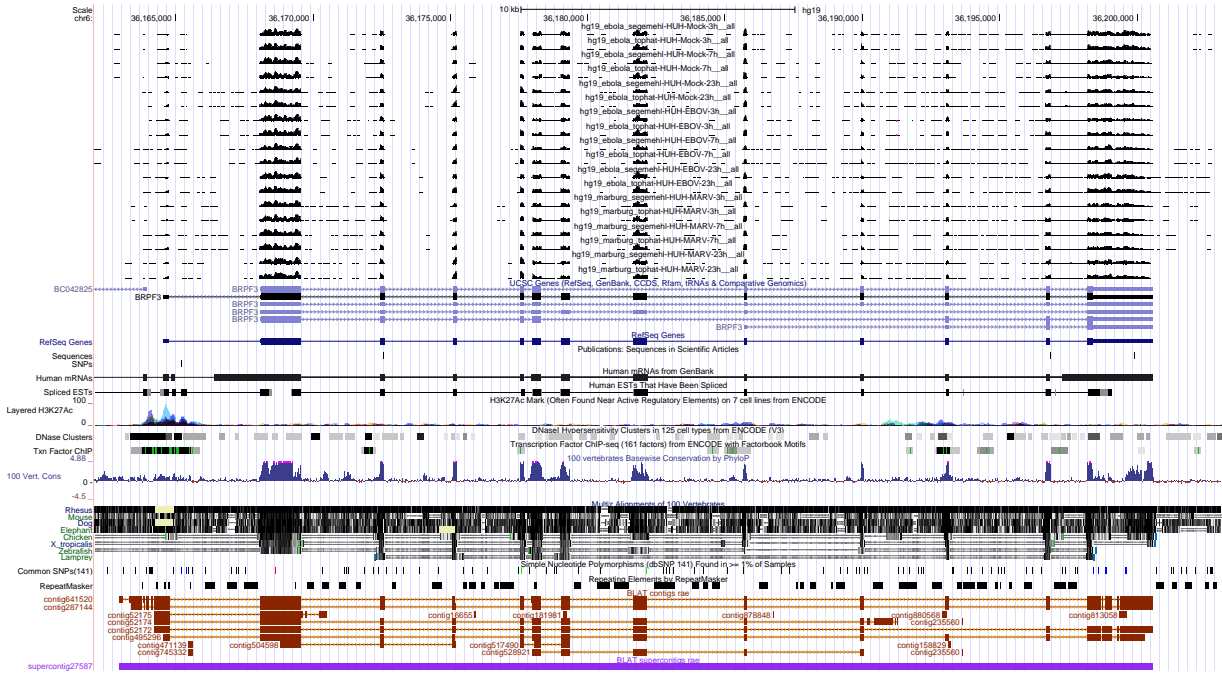 Scale 10 kb hg19
chr6: 36,165,000 36,170,000 36,175,000 36,180,000 36,185,000 36,190,000 36,195,000 36,200,000
hg19_ebola_segemehl-HUH-Mock-3h__all
hg19_ebola_tophat-HUH-Mock-3h__all
hg19_ebola_segemehl-HUH-Mock-7h__all
hg19_ebola_tophat-HUH-Mock-7h__all
hg19_ebola_segemehl-HUH-Mock-23h__all
hg19_ebola_tophat-HUH-Mock-23h__all
hg19_ebola_segemehl-HUH-EBOV-3h__all
hg19_ebola_tophat-HUH-EBOV-3h__all
hg19_ebola_segemehl-HUH-EBOV-7h__all
hg19_ebola_tophat-HUH-EBOV-7h__all
hg19_ebola_segemehl-HUH-EBOV-23h__all
hg19_ebola_tophat-HUH-EBOV-23h__all
hg19_marburg_segemehl-HUH-MARV-3h__all
hg19_marburg_tophat-HUH-MARV-3h__all
hg19_marburg_segemehl-HUH-MARV-7h__all
hg19_marburg_tophat-HUH-MARV-7h__all
hg19_marburg_segemehl-HUH-MARV-23h__all
hg19_marburg_tophat-HUH-MARV-23h__all
UCSC Genes (RefSeq, GenBank, CCDS, Rfam, tRNAs & Comparative Genomics)
BC042825 BRPF3
BRPF3
BRPF3
BRPF3
BRPF3
BRPF3
RefSeq Genes
RefSeq Genes
Publications: Sequences in Scientific Articles
Sequences
SNPs
Human mRNAs from GenBank
Human mRNAs
Human ESTs That Have Been Spliced
Spliced ESTs
H3K27Ac Mark (Often Found Near Active Regulatory Elements) on 7 cell lines from ENCODE
100 _
Layered H3K27Ac
0 _
DNaseI Hypersensitivity Clusters in 125 cell types from ENCODE (V3)
DNase Clusters
Transcription Factor ChIP-seq (161 factors) from ENCODE with Factorbook Motifs
Txn Factor ChIP
100 vertebrates Basewise Conservation by PhyloP
4.88 _
100 Vert. Cons
0 -
-4.5 _
Multiz Alignments of 100 Vertebrates
Rhesus
Mouse
Dog
Elephant
Chicken
X_tropicalis
Zebrafish
Lamprey
Simple Nucleotide Polymorphisms (dbSNP 141) Found in >= 1% of Samples
Common SNPs(141)
Repeating Elements by RepeatMasker
RepeatMasker
BLAT contigs rae
contig641520
contig287144
contig52175 contig16655 contig181981 contig878848 contig880568 contig813058
contig52174 contig235560
contig52172
contig495296
contig471139 contig504598 contig517490 contig158829
contig745332 contig528921 contig235560
BLAT supercontigs rae
supercontig27587